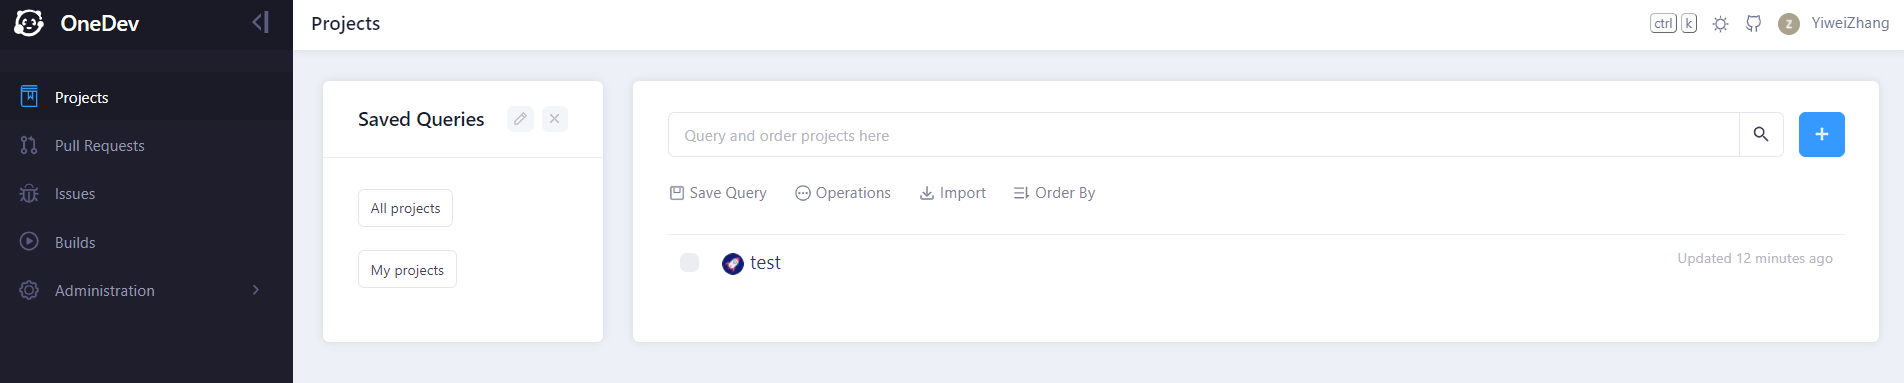 OneDev
Projects
ctrl k
z YiweiZhang
Projects
Pull Requests
Issues
Builds
Administration
Saved Queries
All projects
My projects
Query and order projects here
Save Query Operations Import Order By
test Updated 12 minutes ago